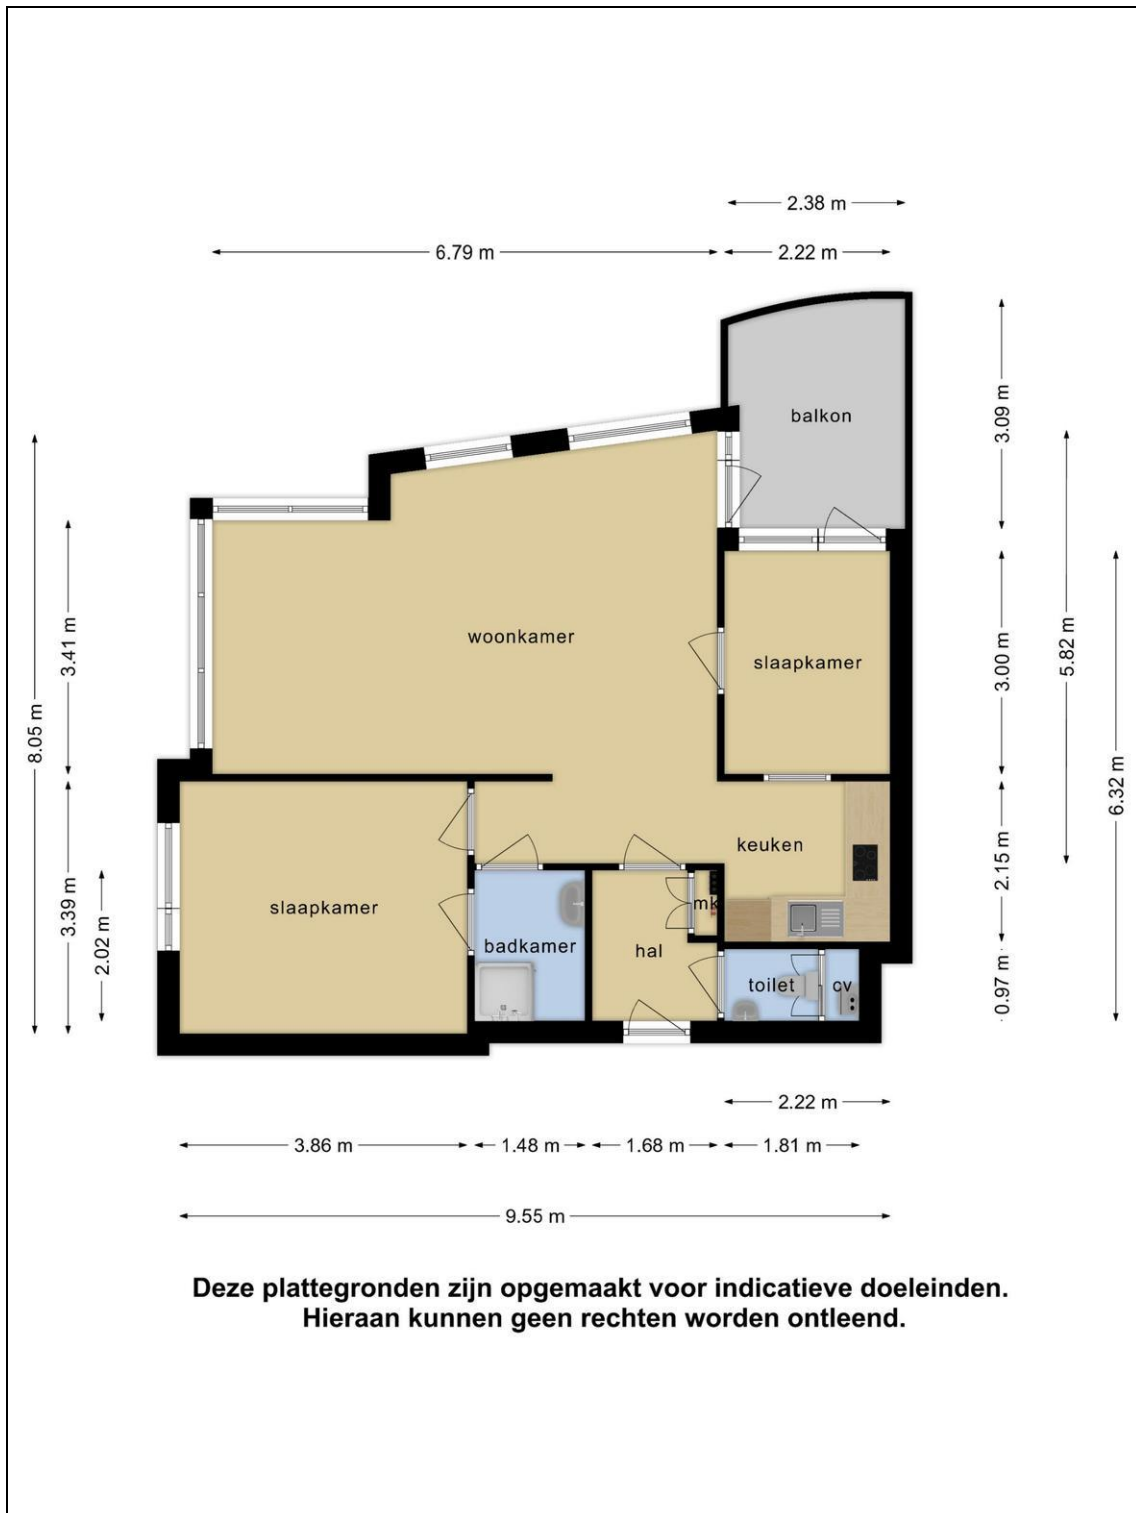 2.38 m
6.79 m
2.22 m
balkon
3.09 m
8.05 m
3.41 m
woonkamer
slaapkamer
3.00 m
5.82 m
6.32 m
3.39 m
2.02 m
slaapkamer
badkamer
hal
mk
keuken
2.15 m
toilet
cv
0.97 m
2.22 m
3.86 m
1.48 m
1.68 m
1.81 m
9.55 m
Deze plattegronden zijn opgemaakt voor indicatieve doeleinden.
Hieraan kunnen geen rechten worden ontleend.